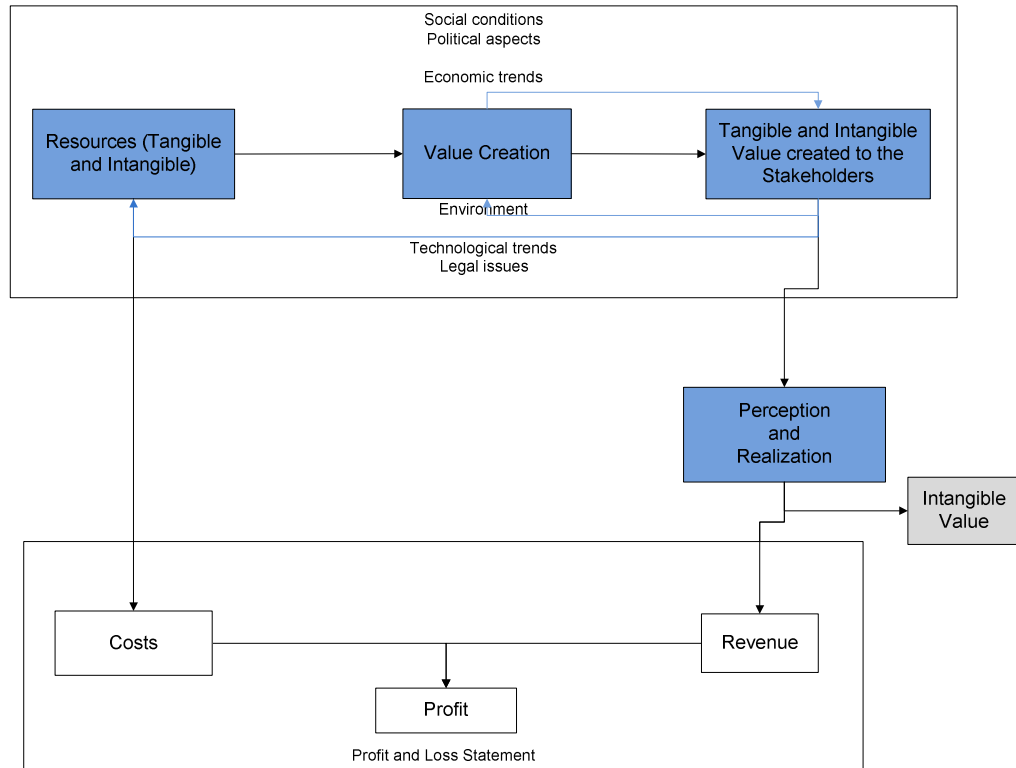 Social conditions
Political aspects
Economic trends
Resources (Tangible
and Intangible)
Value Creation
Tangible and Intangible
Value created to the
Stakeholders
Environment
Technological trends
Legal issues
Perception
and
Realization
Intangible
Value
Costs
Revenue
Profit
Profit and Loss Statement